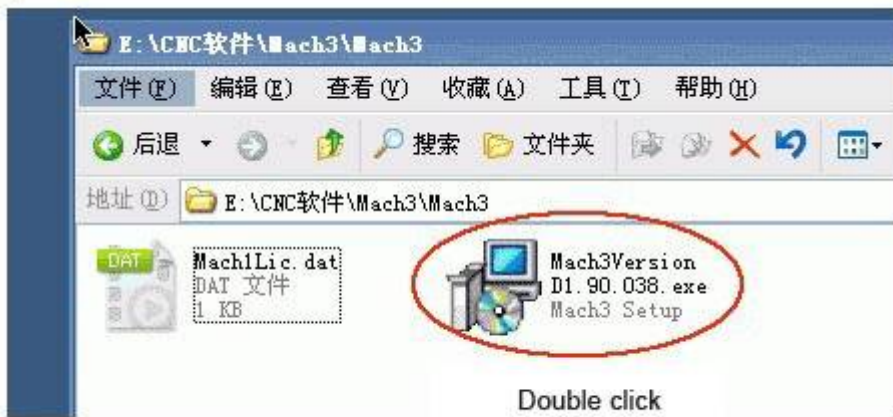 E:\CNC软件\Mach3\Mach3
文件(F) 编辑(E) 查看(V) 收藏(A) 工具(T) 帮助(H)
后退 搜索 文件夹
地址(D) E:\CNC软件\Mach3\Mach3
DAT
Mach1Lic.dat
DAT 文件
1 KB
Mach3Version
D1.90.038.exe
Mach3 Setup
Double click